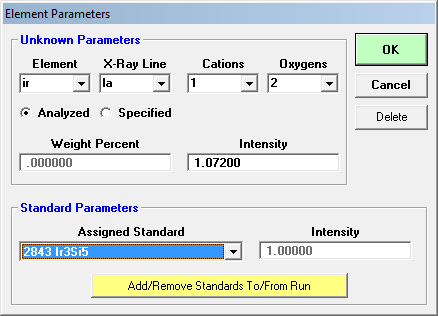 Element Parameters
Unknown Parameters
Element X-Ray Line Cations Oxygens
ir la 1 2
Analyzed Specified
Weight Percent Intensity
.000000 1.07200
OK
Cancel
Delete
Standard Parameters
Assigned Standard Intensity
2843 Ir3Si5 1.00000
Add/Remove Standards To/From Run